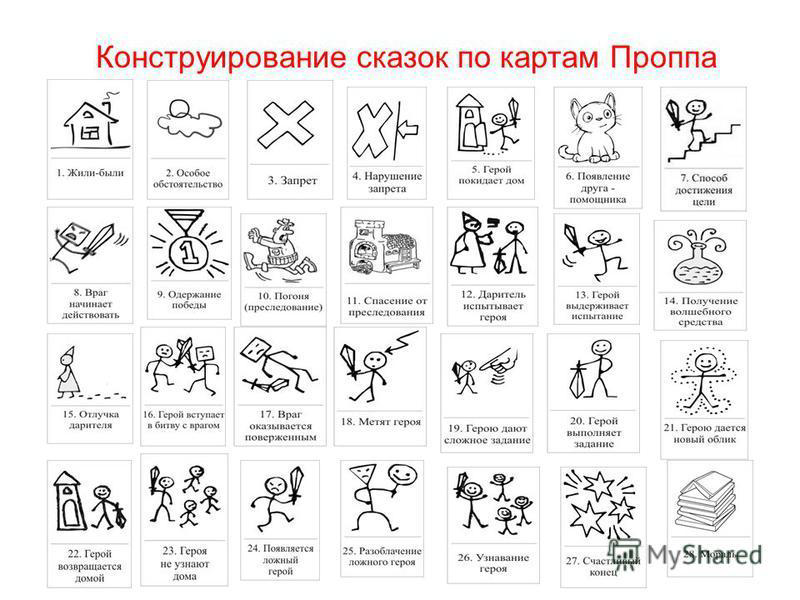 Конструирование сказок по картам Проппа
1. Жили-были
2. Особое
обстоятельство
3. Запрет
4. Нарушение
запрета
5. Герой
покидает дом
6. Появление
друга -
помощника
7. Способ
достижения
цели
8. Враг
начинает
действовать
9. Одержание
победы
1
10. Погоня
(преследование)
11. Спасение от
преследования
12. Даритель
испытывает
героя
13. Герой
выдерживает
испытание
14. Получение
волшебного
средства
15. Отлучка
дарителя
16. Герой вступает
в битву с врагом
17. Враг
оказывается
поверженным
18. Метят героя
19. Герою дают
сложное задание
20. Герой
выполняет
задание
21. Герою дается
новый облик
22. Герой
возвращается
домой
23. Героя
не узнают
дома
24. Появляется
ложный
герой
25. Разоблачение
ложного героя
26. Узнавание
героя
27. Счастливый
конец
28. Мораль
MyShared